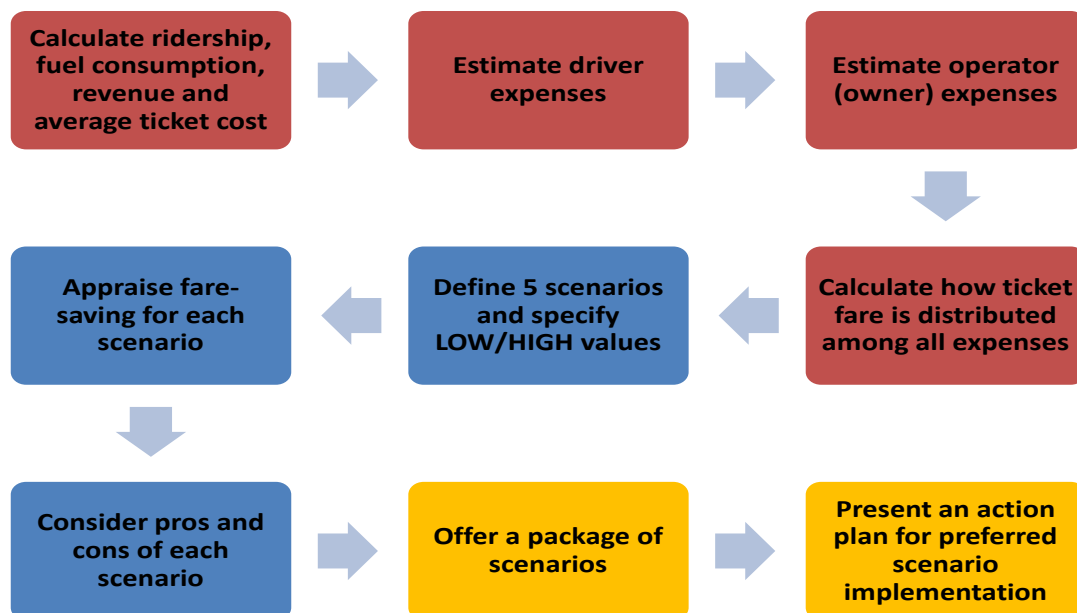 Calculate ridership,
fuel consumption,
revenue and
average ticket cost
Estimate driver
expenses
Estimate operator
(owner) expenses
Calculate how ticket
fare is distributed
among all expenses
Define 5 scenarios
and specify
LOW/HIGH values
Appraise fare-
saving for each
scenario
Consider pros and
cons of each
scenario
Offer a package of
scenarios
Present an action
plan for preferred
scenario
implementation